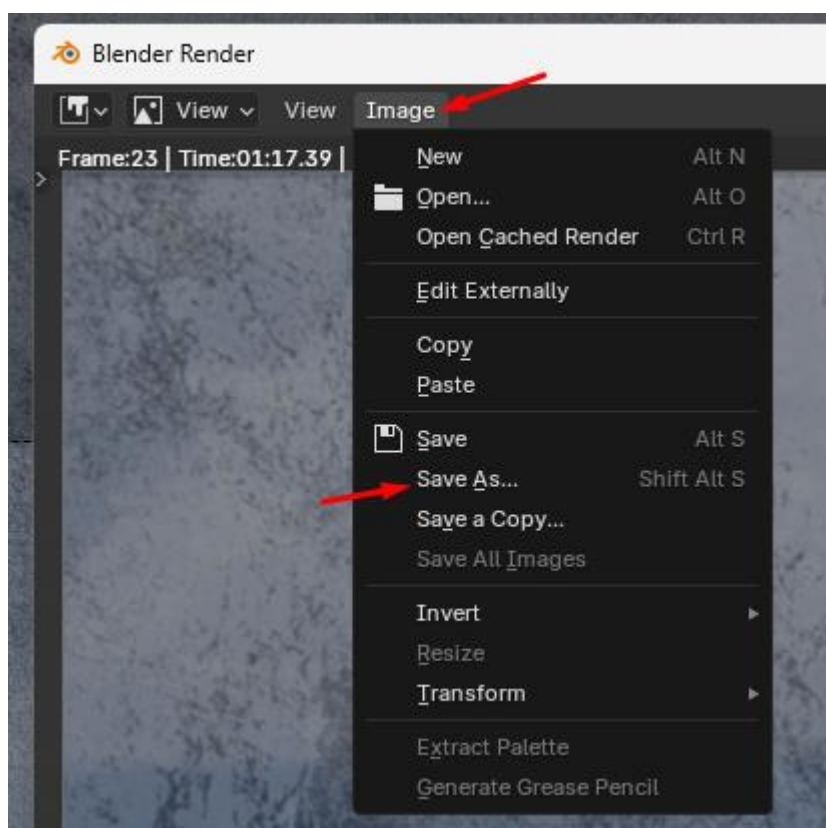 Blender Render
View View Image
Frame:23 | Time:01:17.39 |
New Alt N
Open... Alt O
Open Cached Render Ctrl R
Edit Externally
Copy
Paste
Save Alt S
Save As... Shift Alt S
Save a Copy...
Save All Images
Invert
Resize
Transform
Extract Palette
Generate Grease Pencil